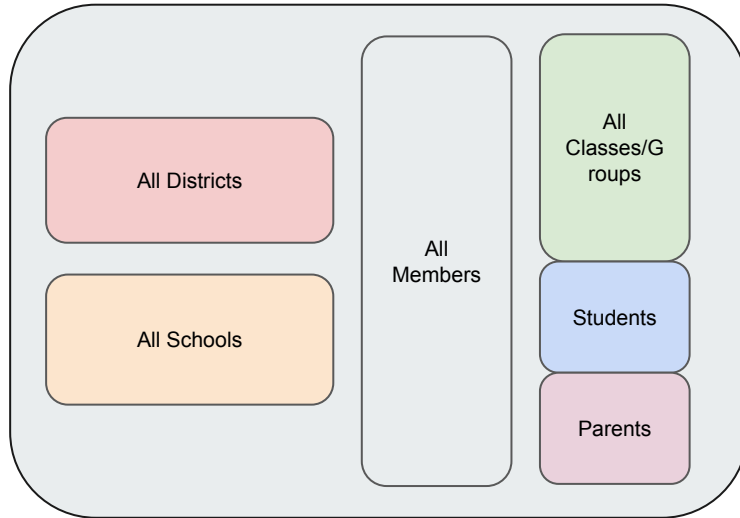 All Districts
All Schools
All
Members
All
Classes/G
roups
Students
Parents